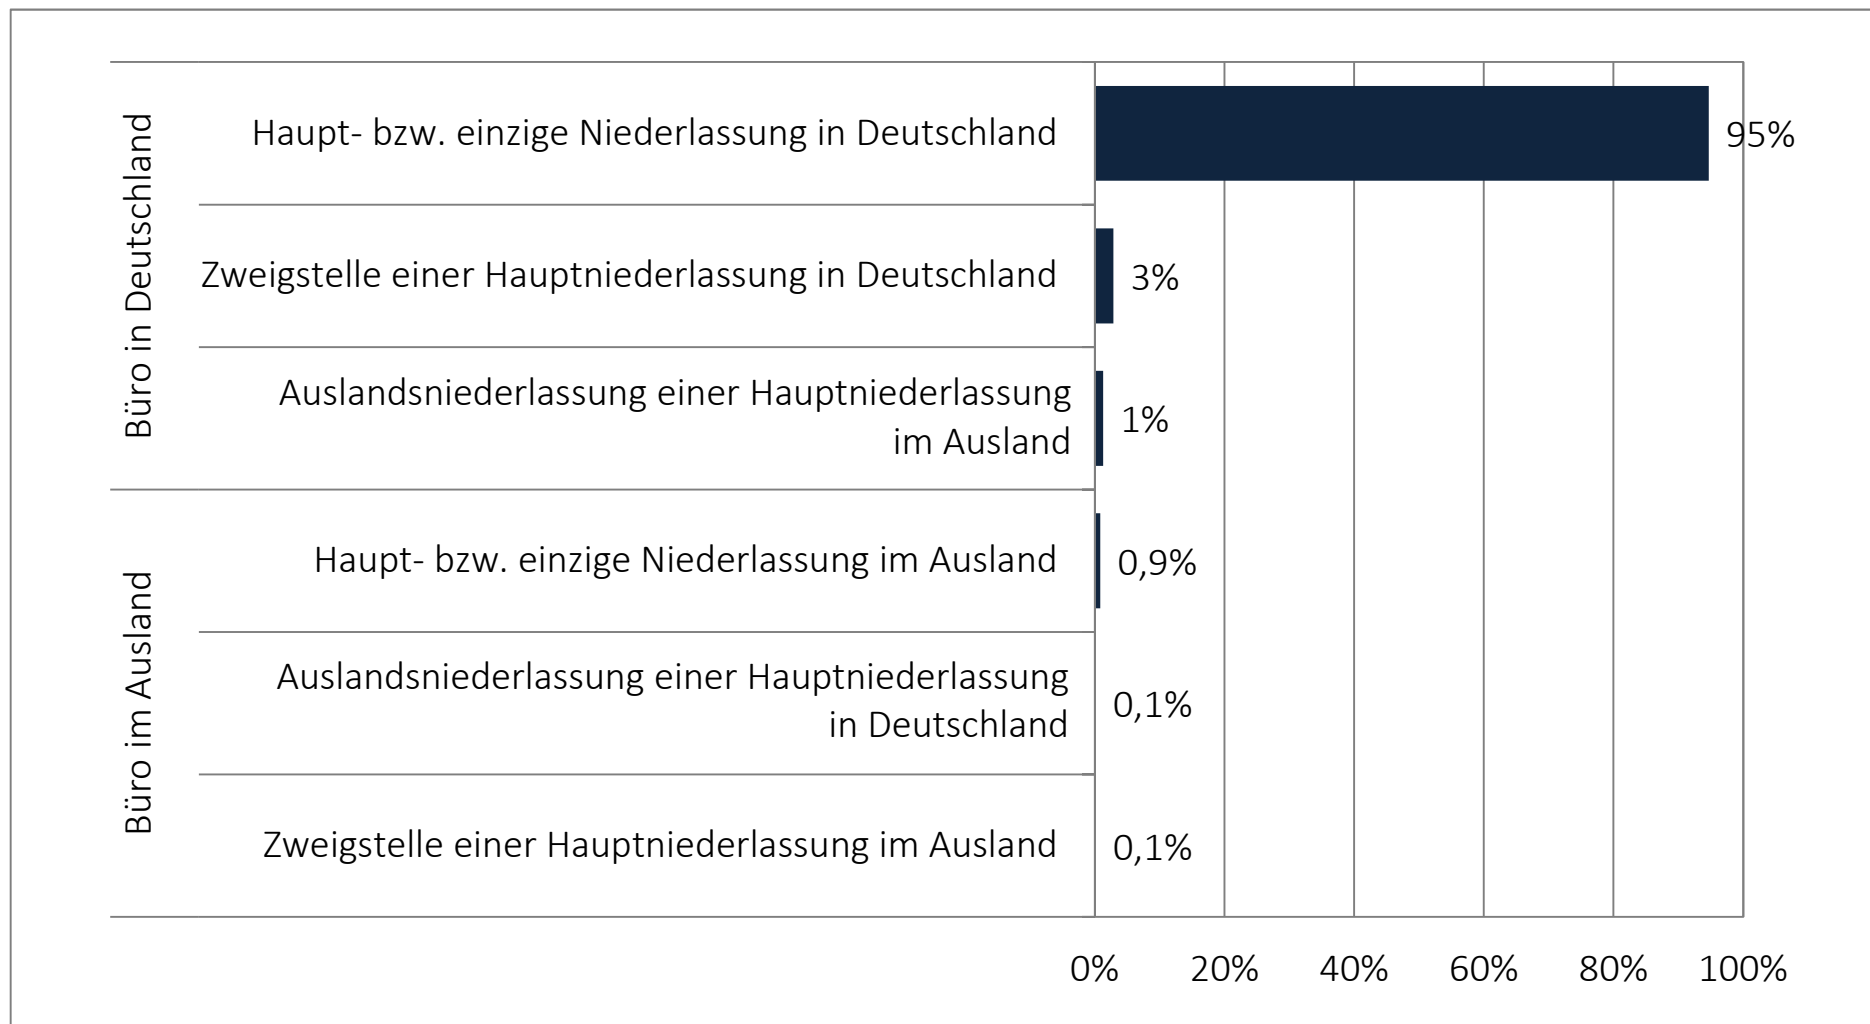 Büro in Deutschland
Haupt- bzw. einzige Niederlassung in Deutschland
95%
Zweigstelle einer Hauptniederlassung in Deutschland
3%
Auslandsniederlassung einer Hauptniederlassung
im Ausland
1%
Büro im Ausland
Haupt- bzw. einzige Niederlassung im Ausland
0,9%
Auslandsniederlassung einer Hauptniederlassung
in Deutschland
0,1%
Zweigstelle einer Hauptniederlassung im Ausland
0,1%
0% 20% 40% 60% 80% 100%